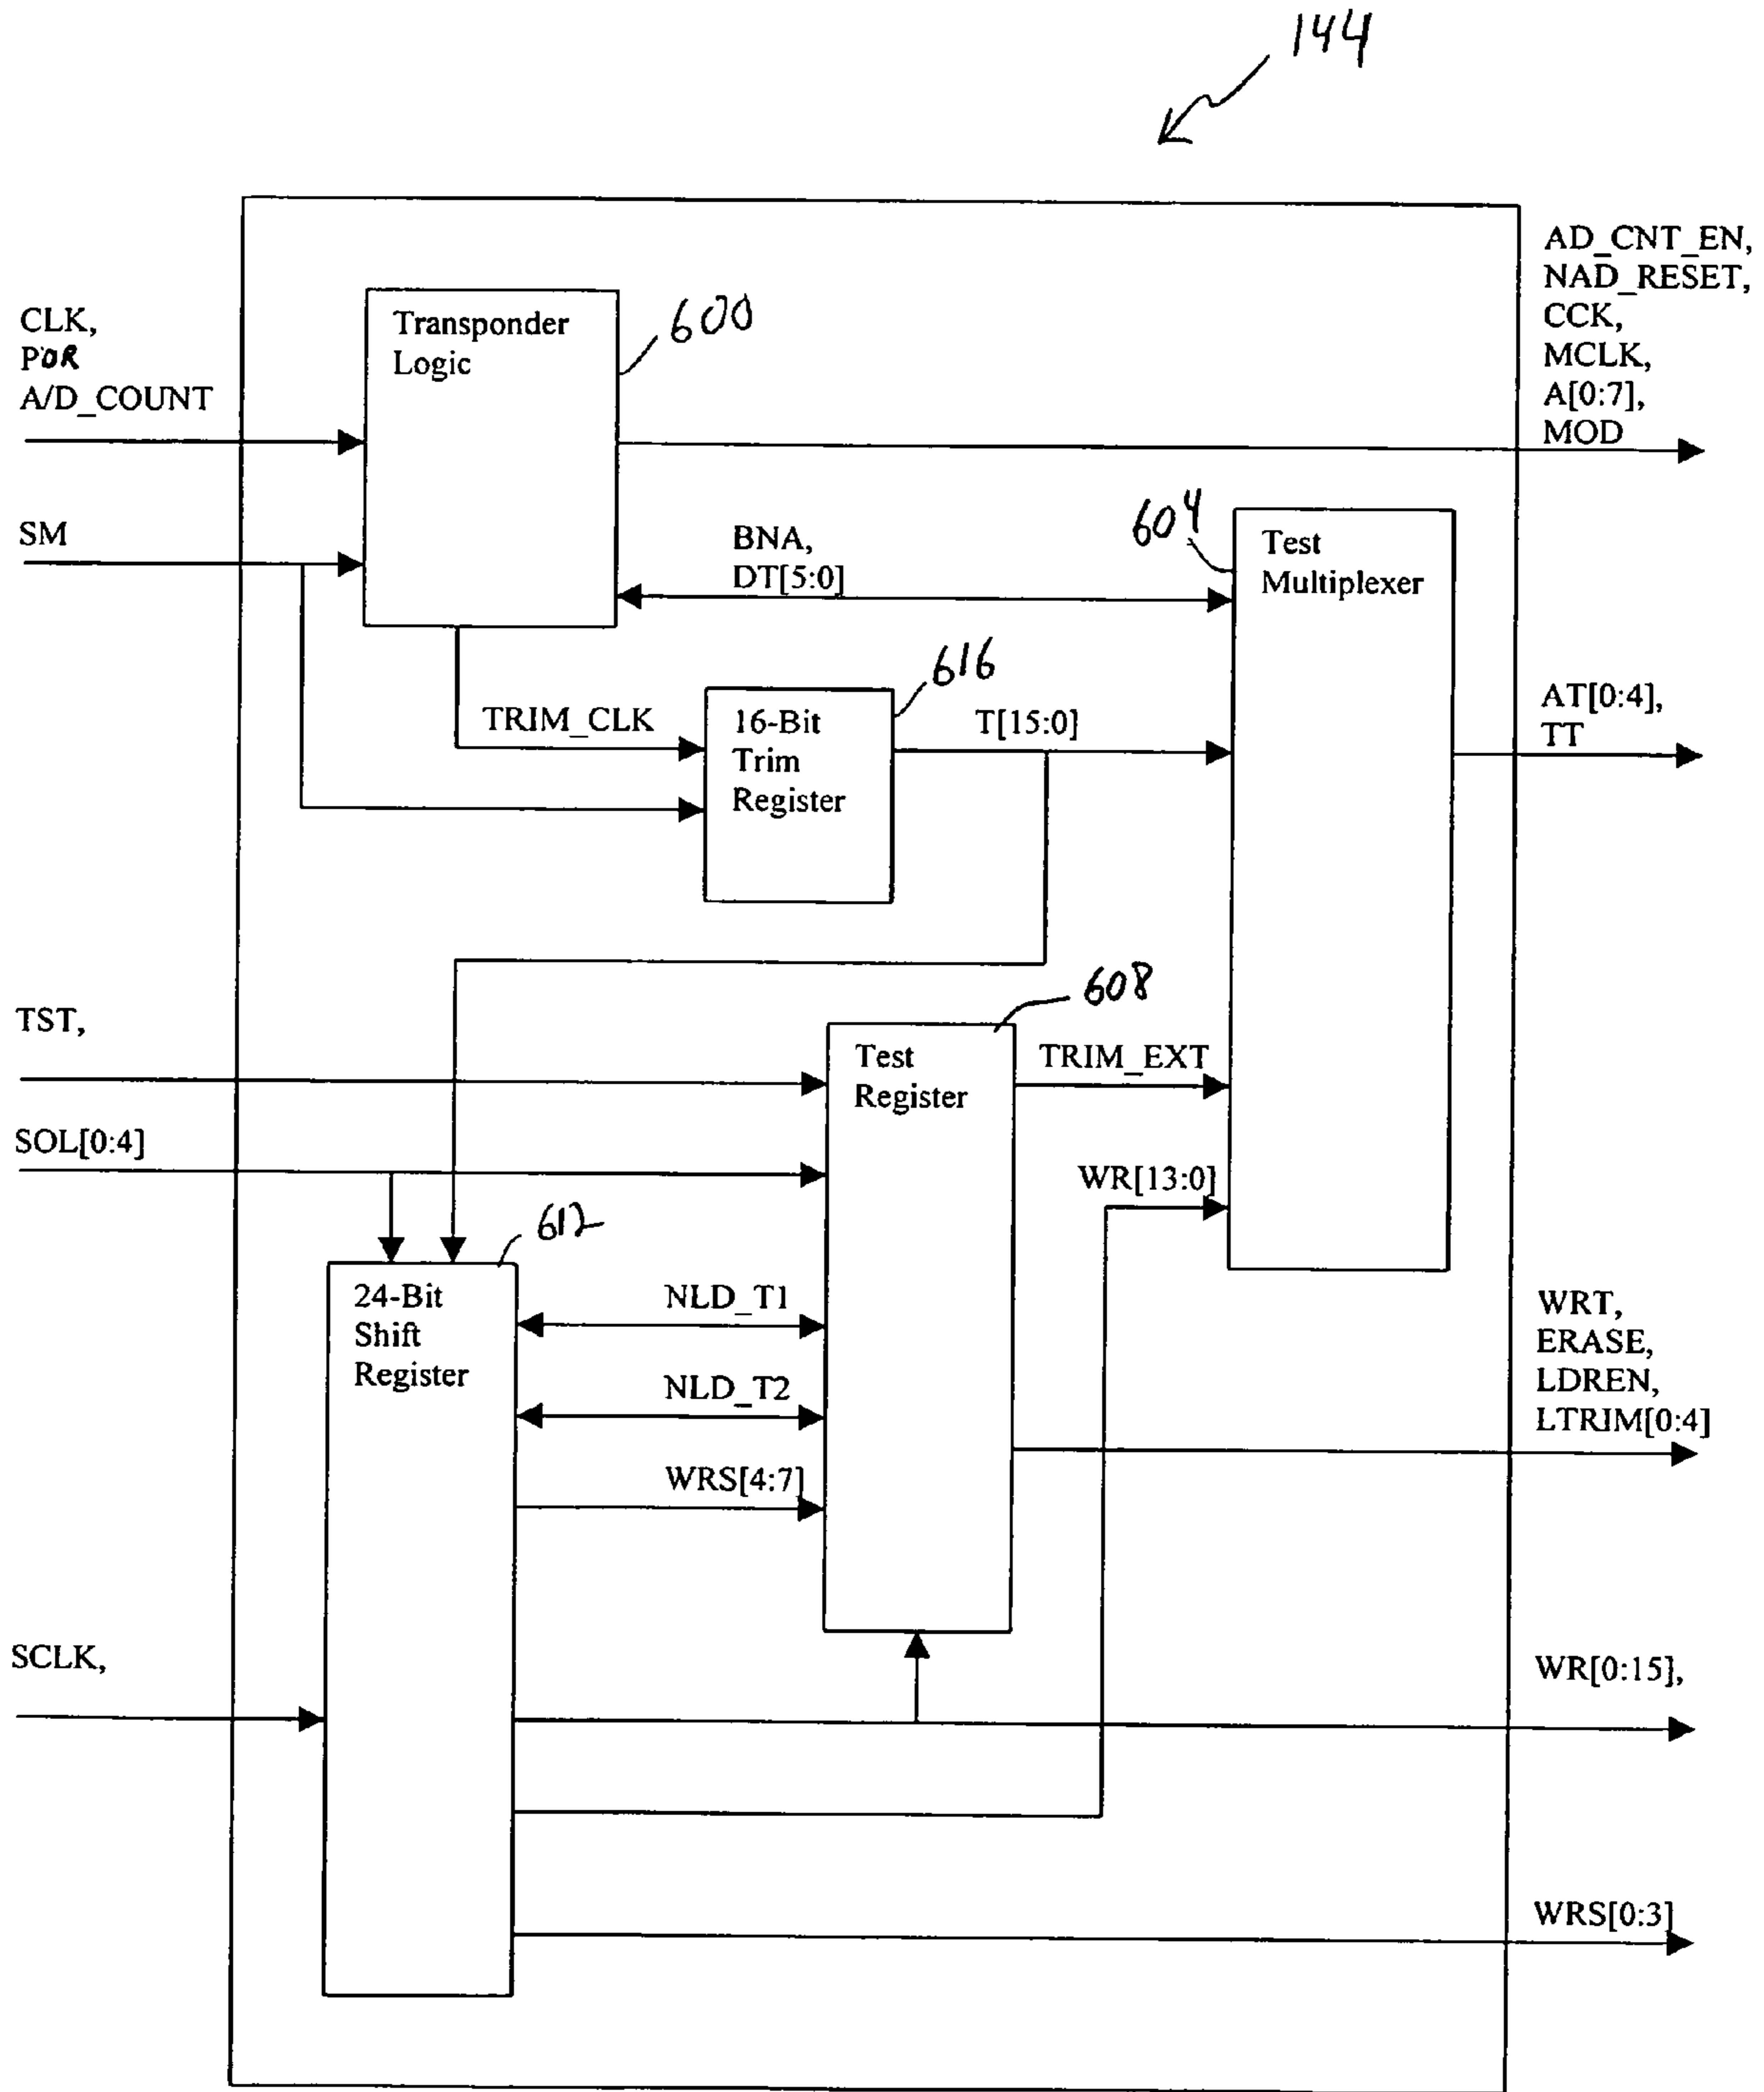 144
AD_CNT_EN,
NAD_RESET,
CCK,
MCLK,
A[0:7],
MOD
CLK,
POR
A/D_COUNT
Transponder
Logic
600
SM
BNA,
DT[5:0]
604
Test
Multiplexer
616
TRIM_CLK
16-Bit
Trim
Register
T[15:0]
AT[0:4],
TT
608
TST,
Test
Register
TRIM_EXT
SOL[0:4]
WR[13:0]
612
24-Bit
Shift
Register
NLD_T1
NLD_T2
WRS[4:7]
WRT,
ERASE,
LDREN,
LTRIM[0:4]
SCLK,
WR[0:15],
WRS[0:3]